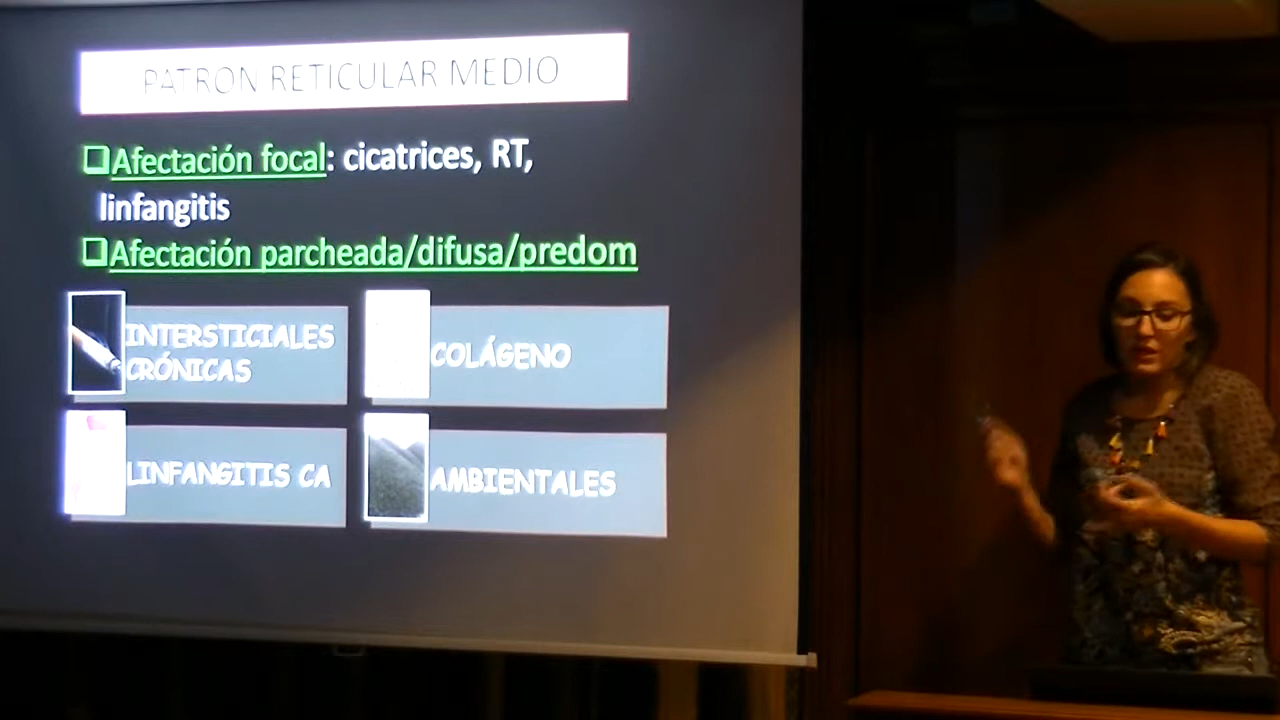 PATRON RETICULAR MEDIO
Afectación focal: cicatrices, RT,
linfangitis
Afectación parcheada/difusa/predom
INTERSTICIALES
CRÓNICAS
COLÁGENO
LINFANGITIS CA
AMBIENTALES